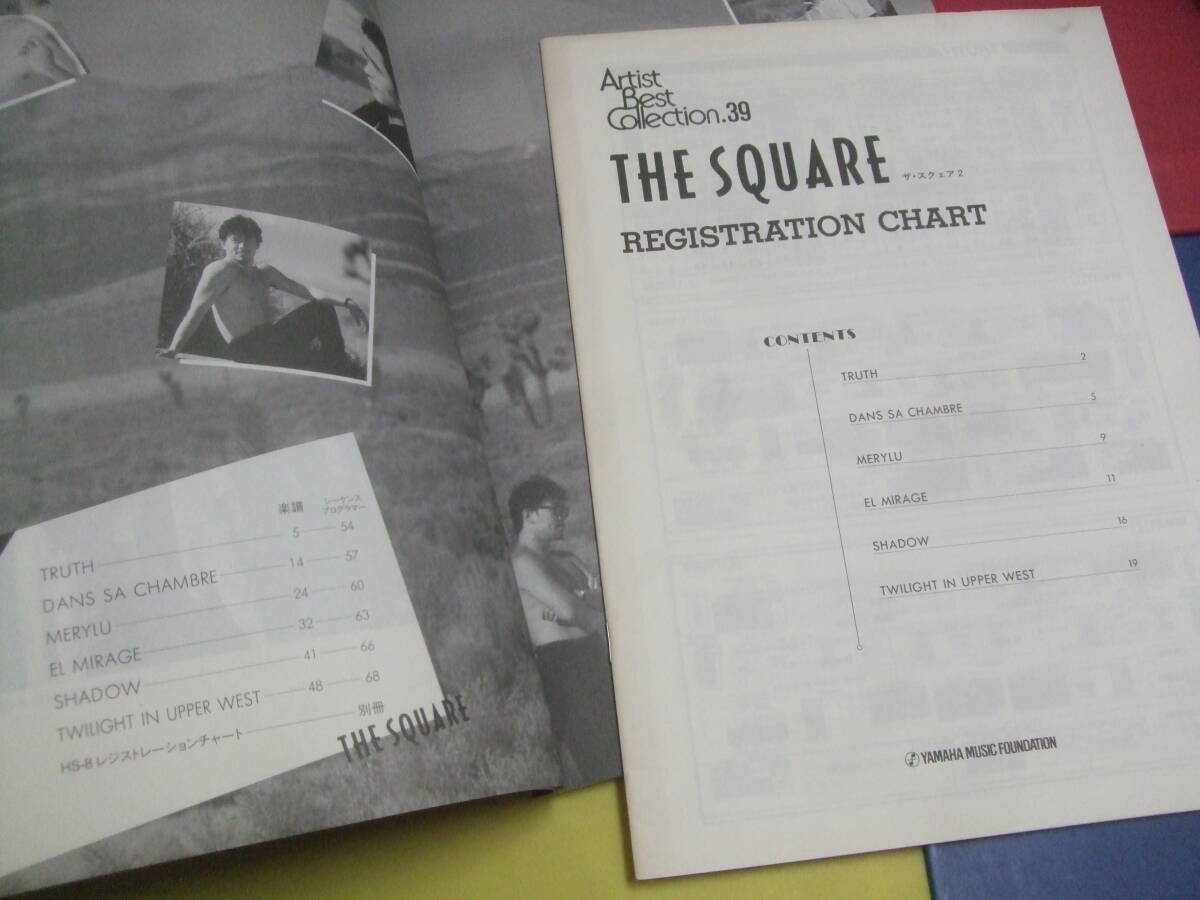 楽譜 シーケンスプログラマー
TRUTH 5 54
DANS SA CHAMBRE 14 57
MERYLU 24 60
EL MIRAGE 32 63
SHADOW 41 66
TWILIGHT IN UPPER WEST 48 68
HS-8 レジストレーションチャート 別冊
THE SQUARE
Artist
Best
Collection.39
THE SQUARE ザ・スクェア 2
REGISTRATION CHART
CONTENTS
TRUTH 2
DANS SA CHAMBRE 5
MERYLU 9
EL MIRAGE 11
SHADOW 16
TWILIGHT IN UPPER WEST 19
YAMAHA MUSIC FOUNDATION